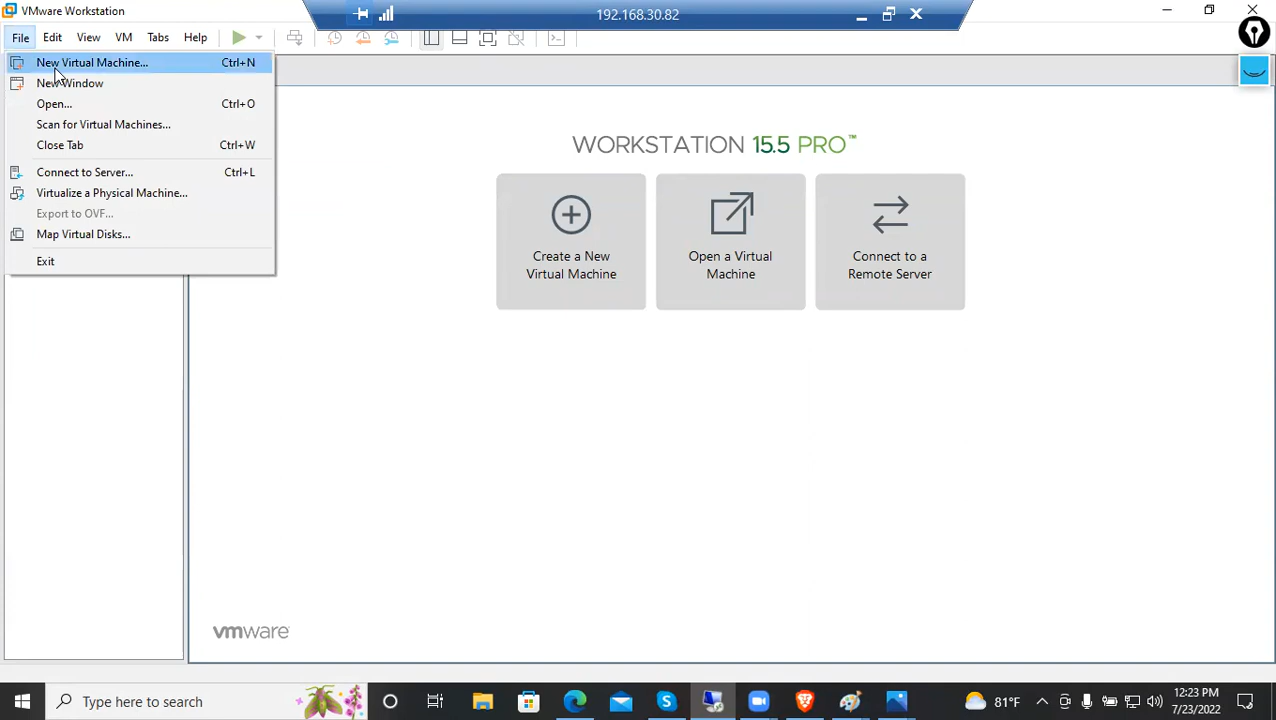 VMware Workstation
192.168.30.82
File Edit View VM Tabs Help
New Virtual Machine... Ctrl+N
New Window
Open... Ctrl+O
Scan for Virtual Machines...
Close Tab Ctrl+W
Connect to Server... Ctrl+L
Virtualize a Physical Machine...
Export to OVF...
Map Virtual Disks...
Exit
WORKSTATION 15.5 PRO™
Create a New
Virtual Machine
Open a Virtual
Machine
Connect to a
Remote Server
vmware
Type here to search
81°F
12:23 PM
7/23/2022